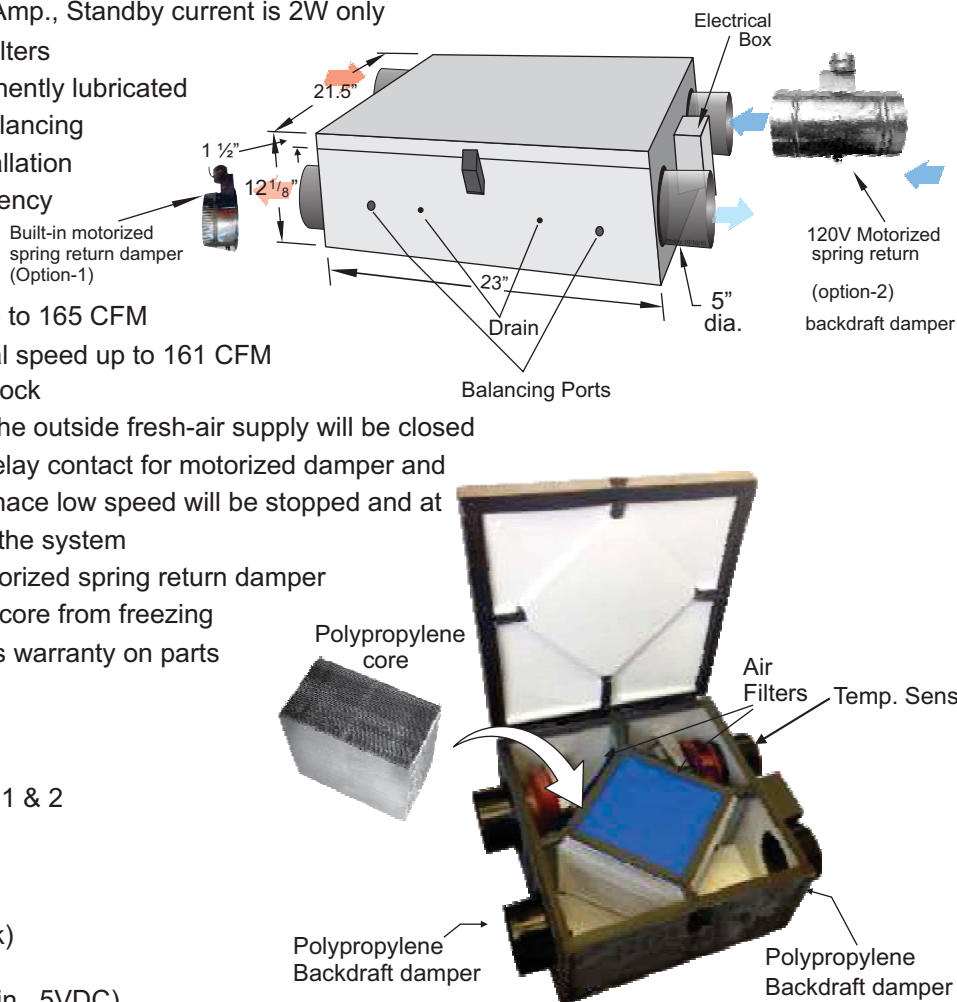 Amp., Standby current is 2W only
Electrical
Box
21.5"
1 ½"
12 1/8"
Built-in motorized
spring return damper
(Option-1)
23"
5"
dia.
Drain
Balancing Ports
120V Motorized
spring return
(option-2)
backdraft damper
lters
nently lubricated
alancing
allation
ency
to 165 CFM
al speed up to 161 CFM
ock
he outside fresh-air supply will be closed
elay contact for motorized damper and
nace low speed will be stopped and at
the system
orized spring return damper
core from freezing
s warranty on parts
Polypropylene
core
Air
Filters
Temp. Sens
1 & 2
k)
in 5VDC)
Polypropylene
Backdraft damper
Polypropylene
Backdraft damper